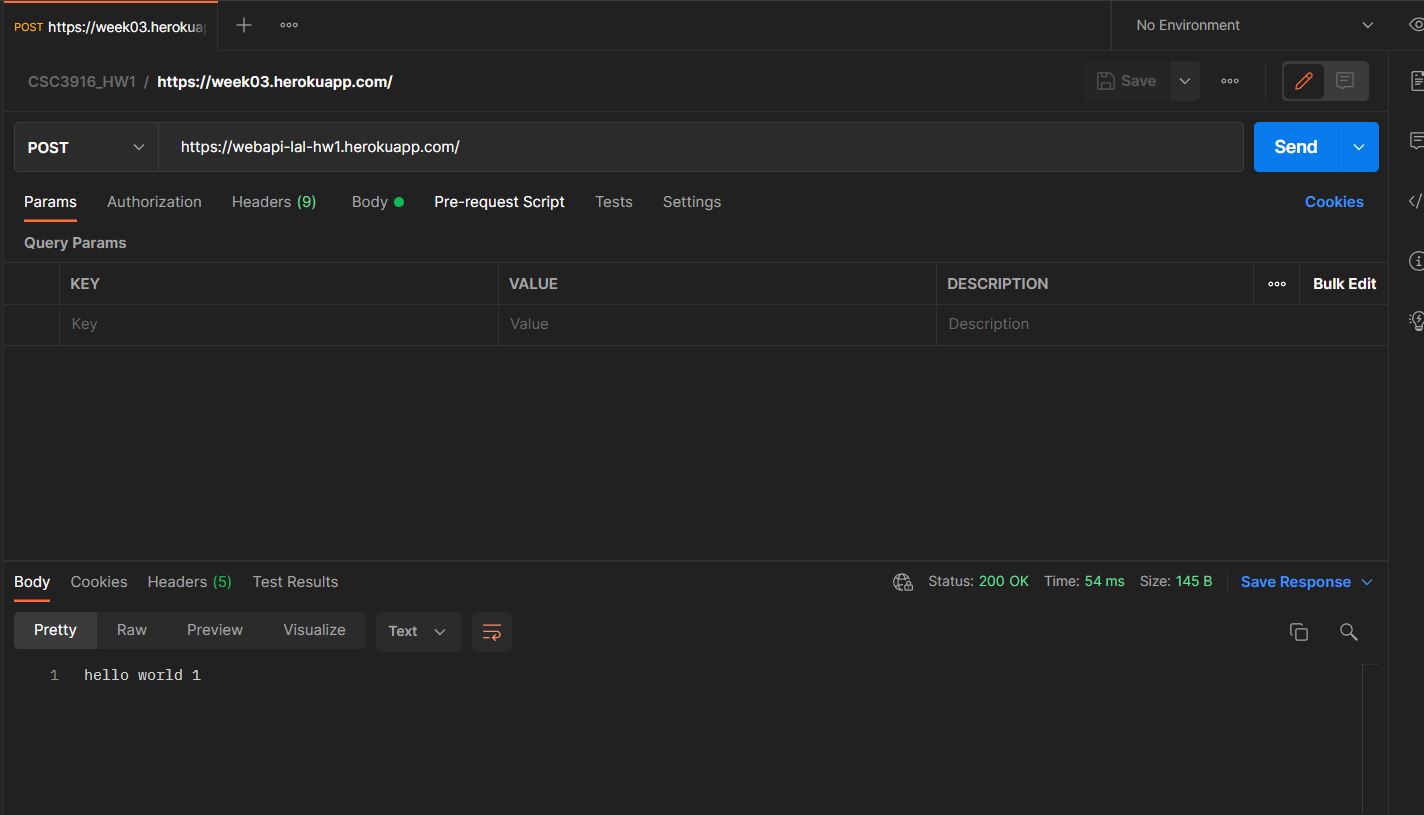 POST https://week03.herokuap
No Environment
CSC3916_HW1 / https://week03.herokuapp.com/
Save
POST https://webapi-lal-hw1.herokuapp.com/ Send
Params Authorization Headers (9) Body Pre-request Script Tests Settings Cookies
Query Params
KEY VALUE DESCRIPTION Bulk Edit
Key Value Description
Body Cookies Headers (5) Test Results Status: 200 OK Time: 54 ms Size: 145 B Save Response
Pretty Raw Preview Visualize Text
1 hello world 1